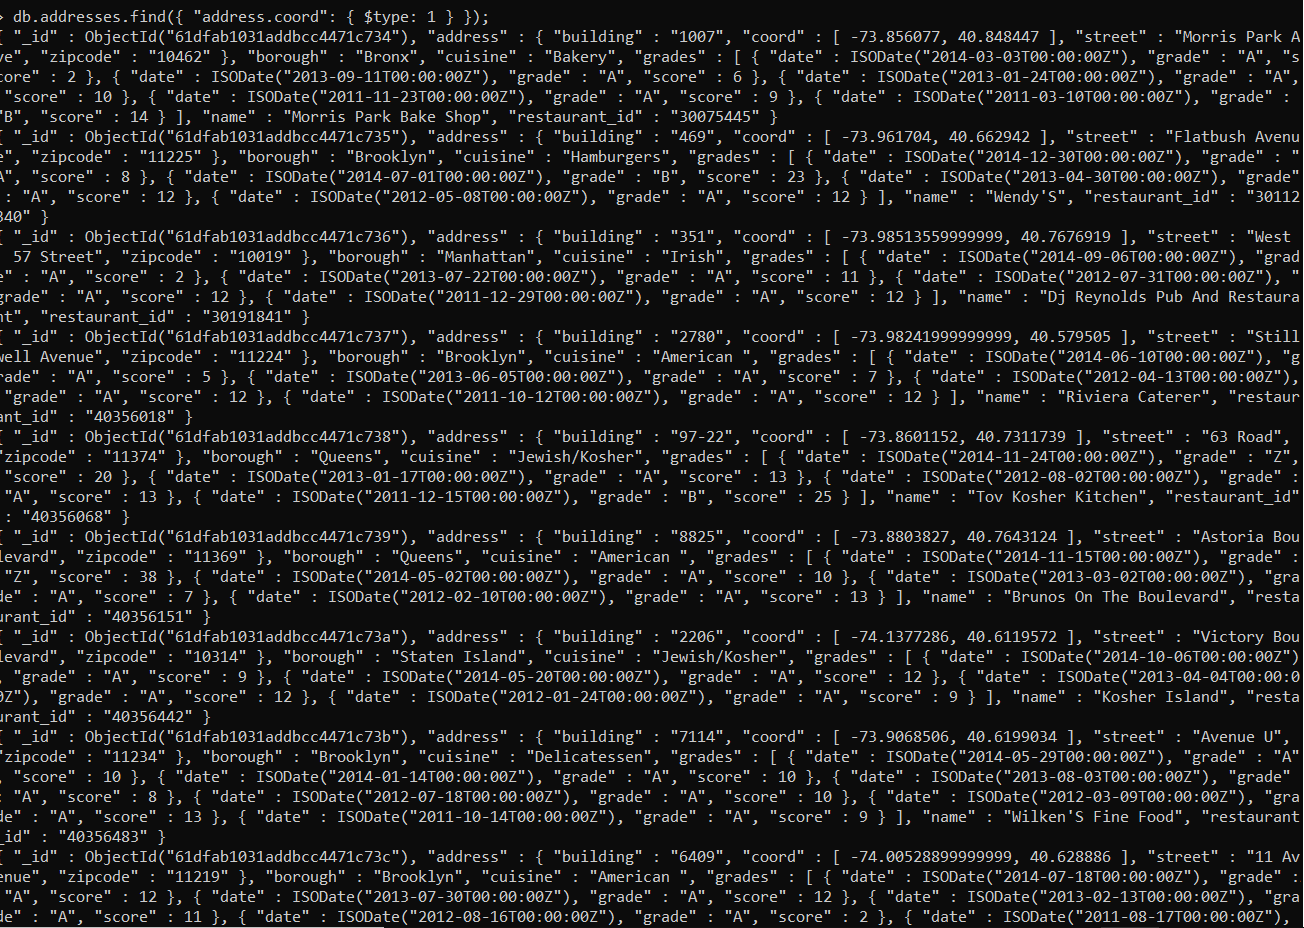 > db.addresses.find({ "address.coord": { $type: 1 } });
{ "_id" : ObjectId("61dfab1031addbcc4471c734"), "address" : { "building" : "1007", "coord" : [ -73.856077, 40.848447 ], "street" : "Morris Park A
ve", "zipcode" : "10462" }, "borough" : "Bronx", "cuisine" : "Bakery", "grades" : [ { "date" : ISODate("2014-03-03T00:00:00Z"), "grade" : "A", "s
core" : 2 }, { "date" : ISODate("2013-09-11T00:00:00Z"), "grade" : "A", "score" : 6 }, { "date" : ISODate("2013-01-24T00:00:00Z"), "grade" : "A",
"score" : 10 }, { "date" : ISODate("2011-11-23T00:00:00Z"), "grade" : "A", "score" : 9 }, { "date" : ISODate("2011-03-10T00:00:00Z"), "grade" :
"B", "score" : 14 } ], "name" : "Morris Park Bake Shop", "restaurant_id" : "30075445" }
{ "_id" : ObjectId("61dfab1031addbcc4471c735"), "address" : { "building" : "469", "coord" : [ -73.961704, 40.662942 ], "street" : "Flatbush Avenu
e", "zipcode" : "11225" }, "borough" : "Brooklyn", "cuisine" : "Hamburgers", "grades" : [ { "date" : ISODate("2014-12-30T00:00:00Z"), "grade" : "
A", "score" : 8 }, { "date" : ISODate("2014-07-01T00:00:00Z"), "grade" : "B", "score" : 23 }, { "date" : ISODate("2013-04-30T00:00:00Z"), "grade"
: "A", "score" : 12 }, { "date" : ISODate("2012-05-08T00:00:00Z"), "grade" : "A", "score" : 12 } ], "name" : "Wendy'S", "restaurant_id" : "30112
340" }
{ "_id" : ObjectId("61dfab1031addbcc4471c736"), "address" : { "building" : "351", "coord" : [ -73.98513559999999, 40.7676919 ], "street" : "West
57 Street", "zipcode" : "10019" }, "borough" : "Manhattan", "cuisine" : "Irish", "grades" : [ { "date" : ISODate("2014-09-06T00:00:00Z"), "grad
e" : "A", "score" : 2 }, { "date" : ISODate("2013-07-22T00:00:00Z"), "grade" : "A", "score" : 11 }, { "date" : ISODate("2012-07-31T00:00:00Z"), "
grade" : "A", "score" : 12 }, { "date" : ISODate("2011-12-29T00:00:00Z"), "grade" : "A", "score" : 12 } ], "name" : "Dj Reynolds Pub And Restaura
nt", "restaurant_id" : "30191841" }
{ "_id" : ObjectId("61dfab1031addbcc4471c737"), "address" : { "building" : "2780", "coord" : [ -73.98241999999999, 40.579505 ], "street" : "Still
well Avenue", "zipcode" : "11224" }, "borough" : "Brooklyn", "cuisine" : "American ", "grades" : [ { "date" : ISODate("2014-06-10T00:00:00Z"), "g
rade" : "A", "score" : 5 }, { "date" : ISODate("2013-06-05T00:00:00Z"), "grade" : "A", "score" : 7 }, { "date" : ISODate("2012-04-13T00:00:00Z"),
"grade" : "A", "score" : 12 }, { "date" : ISODate("2011-10-12T00:00:00Z"), "grade" : "A", "score" : 12 } ], "name" : "Riviera Caterer", "restaur
ant_id" : "40356018" }
{ "_id" : ObjectId("61dfab1031addbcc4471c738"), "address" : { "building" : "97-22", "coord" : [ -73.8601152, 40.7311739 ], "street" : "63 Road",
"zipcode" : "11374" }, "borough" : "Queens", "cuisine" : "Jewish/Kosher", "grades" : [ { "date" : ISODate("2014-11-24T00:00:00Z"), "grade" : "Z",
"score" : 20 }, { "date" : ISODate("2013-01-17T00:00:00Z"), "grade" : "A", "score" : 13 }, { "date" : ISODate("2012-08-02T00:00:00Z"), "grade" :
"A", "score" : 13 }, { "date" : ISODate("2011-12-15T00:00:00Z"), "grade" : "B", "score" : 25 } ], "name" : "Tov Kosher Kitchen", "restaurant_id"
: "40356068" }
{ "_id" : ObjectId("61dfab1031addbcc4471c739"), "address" : { "building" : "8825", "coord" : [ -73.8803827, 40.7643124 ], "street" : "Astoria Bou
levard", "zipcode" : "11369" }, "borough" : "Queens", "cuisine" : "American ", "grades" : [ { "date" : ISODate("2014-11-15T00:00:00Z"), "grade" :
"Z", "score" : 38 }, { "date" : ISODate("2014-05-02T00:00:00Z"), "grade" : "A", "score" : 10 }, { "date" : ISODate("2013-03-02T00:00:00Z"), "gra
de" : "A", "score" : 7 }, { "date" : ISODate("2012-02-10T00:00:00Z"), "grade" : "A", "score" : 13 } ], "name" : "Brunos On The Boulevard", "resta
urant_id" : "40356151" }
{ "_id" : ObjectId("61dfab1031addbcc4471c73a"), "address" : { "building" : "2206", "coord" : [ -74.1377286, 40.6119572 ], "street" : "Victory Bou
levard", "zipcode" : "10314" }, "borough" : "Staten Island", "cuisine" : "Jewish/Kosher", "grades" : [ { "date" : ISODate("2014-10-06T00:00:00Z")
, "grade" : "A", "score" : 9 }, { "date" : ISODate("2014-05-20T00:00:00Z"), "grade" : "A", "score" : 12 }, { "date" : ISODate("2013-04-04T00:00:0
0Z"), "grade" : "A", "score" : 12 }, { "date" : ISODate("2012-01-24T00:00:00Z"), "grade" : "A", "score" : 9 } ], "name" : "Kosher Island", "resta
urant_id" : "40356442" }
{ "_id" : ObjectId("61dfab1031addbcc4471c73b"), "address" : { "building" : "7114", "coord" : [ -73.9068506, 40.6199034 ], "street" : "Avenue U",
"zipcode" : "11234" }, "borough" : "Brooklyn", "cuisine" : "Delicatessen", "grades" : [ { "date" : ISODate("2014-05-29T00:00:00Z"), "grade" : "A"
, "score" : 10 }, { "date" : ISODate("2014-01-14T00:00:00Z"), "grade" : "A", "score" : 10 }, { "date" : ISODate("2013-08-03T00:00:00Z"), "grade"
: "A", "score" : 8 }, { "date" : ISODate("2012-07-18T00:00:00Z"), "grade" : "A", "score" : 10 }, { "date" : ISODate("2012-03-09T00:00:00Z"), "gra
de" : "A", "score" : 13 }, { "date" : ISODate("2011-10-14T00:00:00Z"), "grade" : "A", "score" : 9 } ], "name" : "Wilken'S Fine Food", "restaurant
_id" : "40356483" }
{ "_id" : ObjectId("61dfab1031addbcc4471c73c"), "address" : { "building" : "6409", "coord" : [ -74.00528899999999, 40.628886 ], "street" : "11 Av
enue", "zipcode" : "11219" }, "borough" : "Brooklyn", "cuisine" : "American ", "grades" : [ { "date" : ISODate("2014-07-18T00:00:00Z"), "grade" :
"A", "score" : 12 }, { "date" : ISODate("2013-07-30T00:00:00Z"), "grade" : "A", "score" : 12 }, { "date" : ISODate("2013-02-13T00:00:00Z"), "gra
de" : "A", "score" : 11 }, { "date" : ISODate("2012-08-16T00:00:00Z"), "grade" : "A", "score" : 2 }, { "date" : ISODate("2011-08-17T00:00:00Z"),